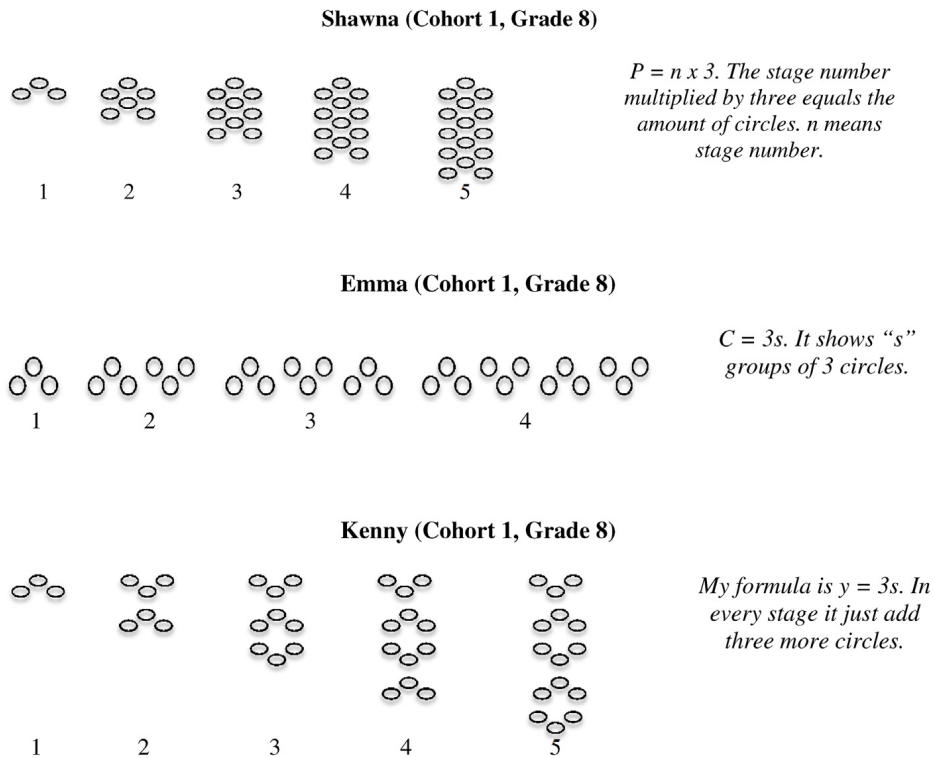 Shawna (Cohort 1, Grade 8)
P = n x 3. The stage number
multiplied by three equals the
amount of circles. n means
stage number.
1 2 3 4 5
Emma (Cohort 1, Grade 8)
C = 3s. It shows “s”
groups of 3 circles.
1 2 3 4
Kenny (Cohort 1, Grade 8)
My formula is y = 3s. In
every stage it just add
three more circles.
1 2 3 4 5